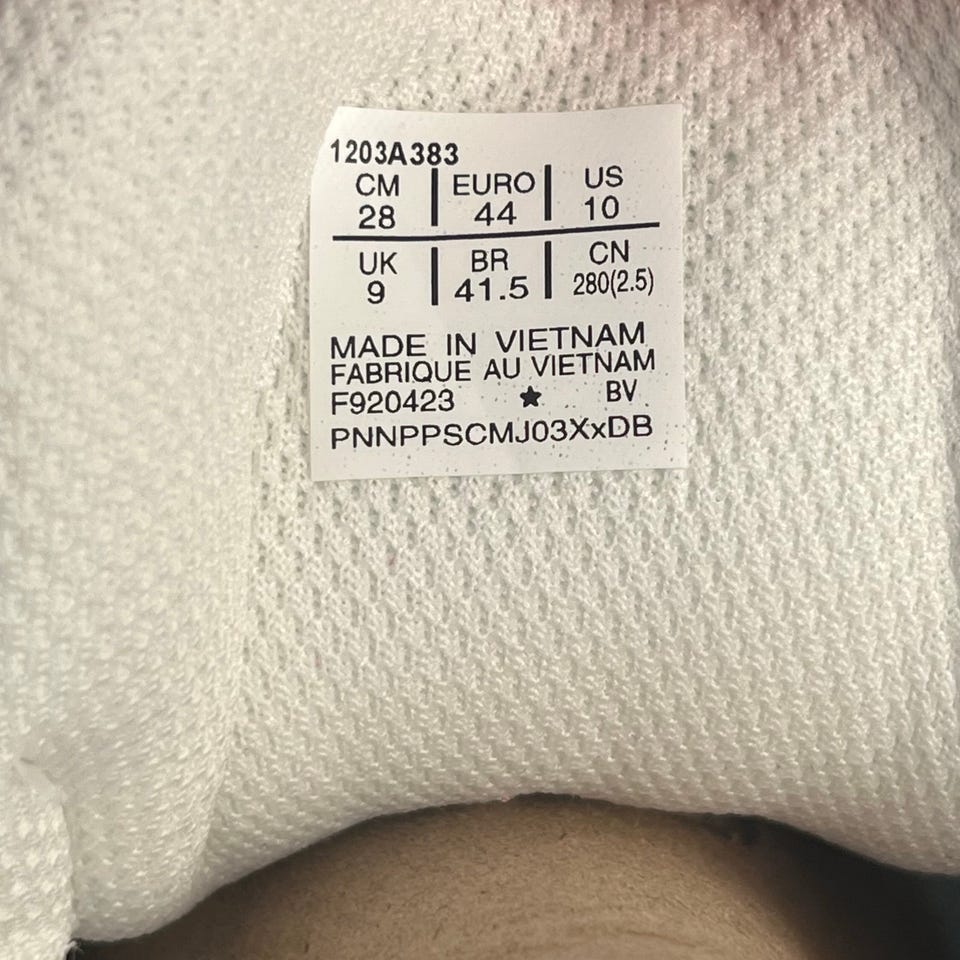 1203A383
CM | EURO | US
28 | 44 | 10
UK | BR | CN
9 | 41.5 | 280(2.5)
MADE IN VIETNAM
FABRIQUE AU VIETNAM
F920423 ★ BV
PNNPPSCMJ03XxDB